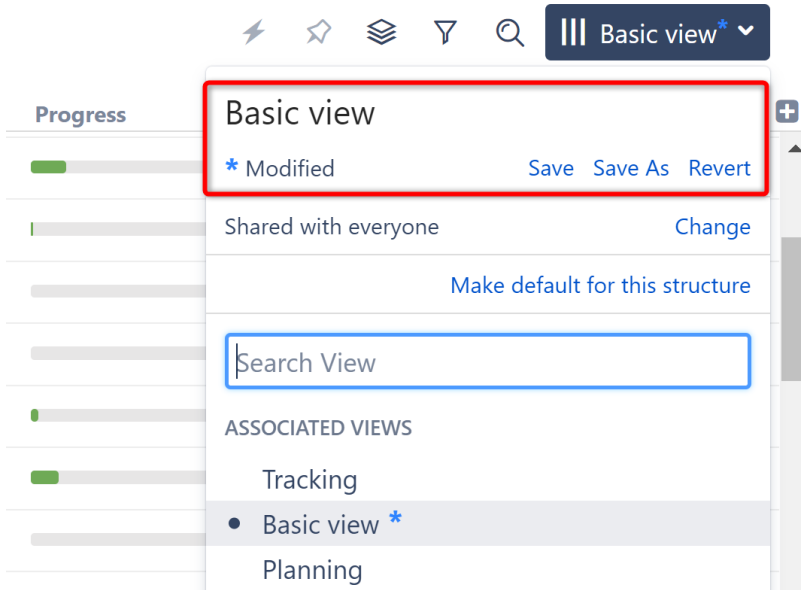 Basic view*
Progress
Basic view
* Modified Save Save As Revert
Shared with everyone Change
Make default for this structure
Search View
ASSOCIATED VIEWS
Tracking
Basic view *
Planning